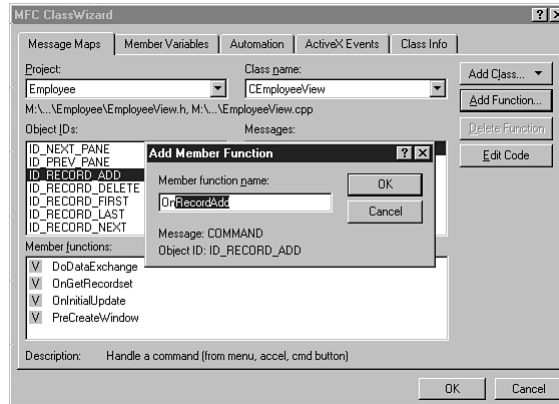 MFC ClassWizard
Message Maps Member Variables Automation ActiveX Events Class Info
Project: Class name:
Employee CEmployeeView
Add Class...
M:\...\Employee\EmployeeView.h, M:\...\EmployeeView.cpp
Add Function...
Object IDs: Messages:
Delete Function
ID_NEXT_PANE
ID_PREV_PANE
ID_RECORD_ADD
ID_RECORD_DELETE
ID_RECORD_FIRST
ID_RECORD_LAST
ID_RECORD_NEXT
Edit Code
Add Member Function
Member function name:
OnRecordAdd
OK
Cancel
Message: COMMAND
Object ID: ID_RECORD_ADD
Member functions:
V DoDataExchange
V OnGetRecordset
V OnInitialUpdate
V PreCreateWindow
Description: Handle a command (from menu, accel, cmd button)
OK Cancel